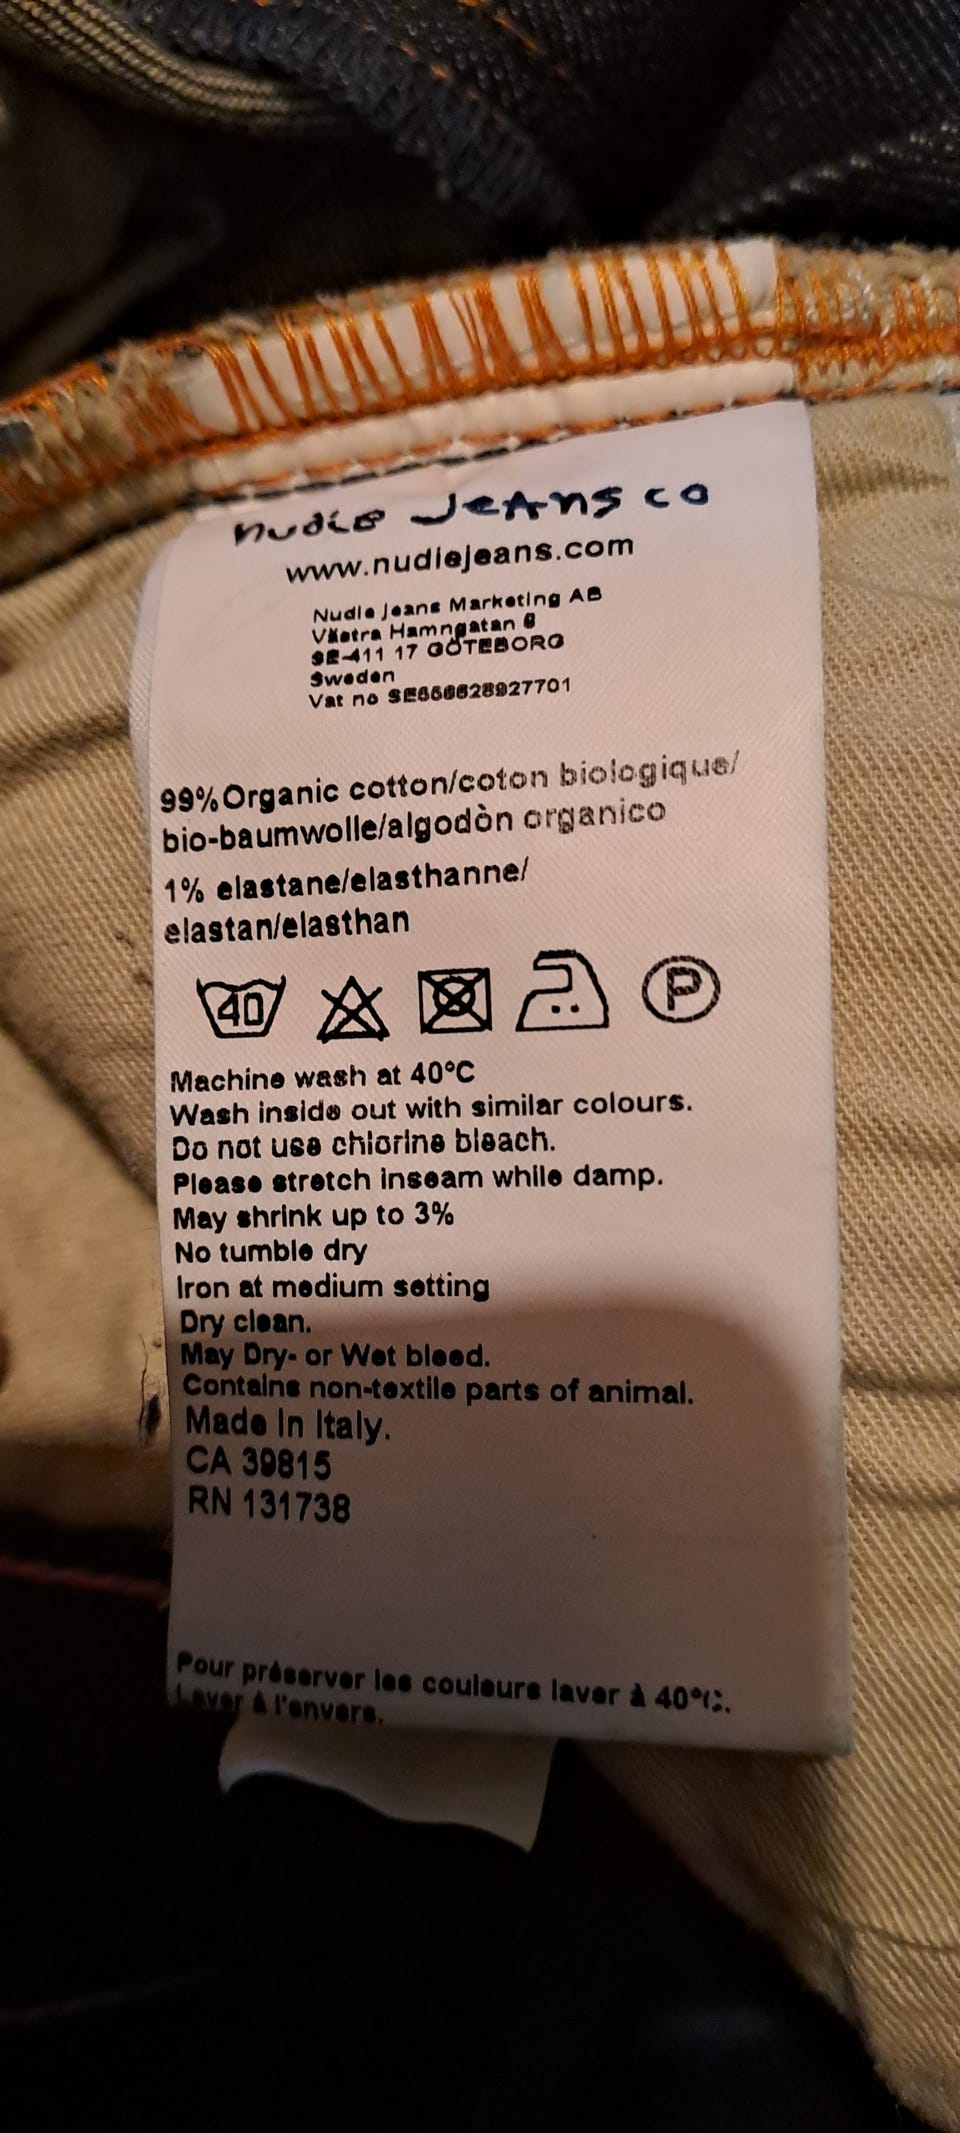 nudie Jeans co
www.nudiejeans.com
Nudie Jeans Marketing AB
Västra Hamngatan 6
SE-411 17 GÖTEBORG
Sweden
Vat no SE556628927701
99%Organic cotton/coton biologique/
bio-baumwolle/algodòn organico
1% elastane/elasthanne/
elastan/elasthan
40 P
Machine wash at 40°C
Wash inside out with similar colours.
Do not use chlorine bleach.
Please stretch inseam while damp.
May shrink up to 3%
No tumble dry
Iron at medium setting
Dry clean.
May Dry- or Wet bleed.
Contains non-textile parts of animal.
Made In Italy.
CA 39815
RN 131738
Pour préserver les couleurs laver à 40°C.
Laver à l'envers.